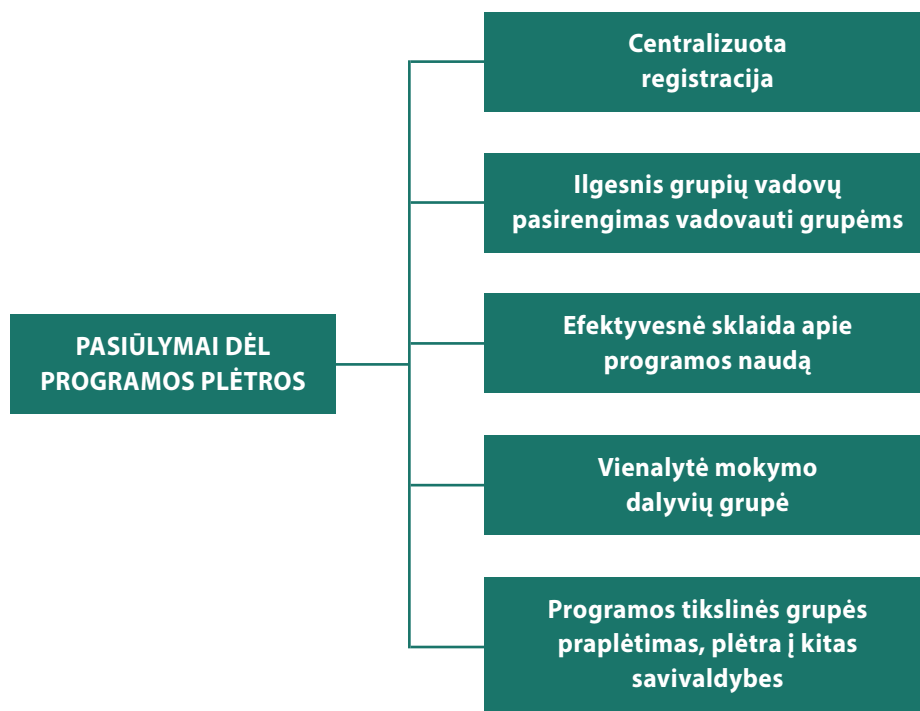 Centralizuota
registracija
Ilgesnis grupių vadovų
pasirengimas vadovauti grupėms
Efektyvesnė sklaida apie
programos naudą
PASIŪLYMAI DĖL
PROGRAMOS PLĖTROS
Vienalytė mokymo
dalyvių grupė
Programos tikslinės grupės
praplėtimas, plėtra į kitas
savivaldybes